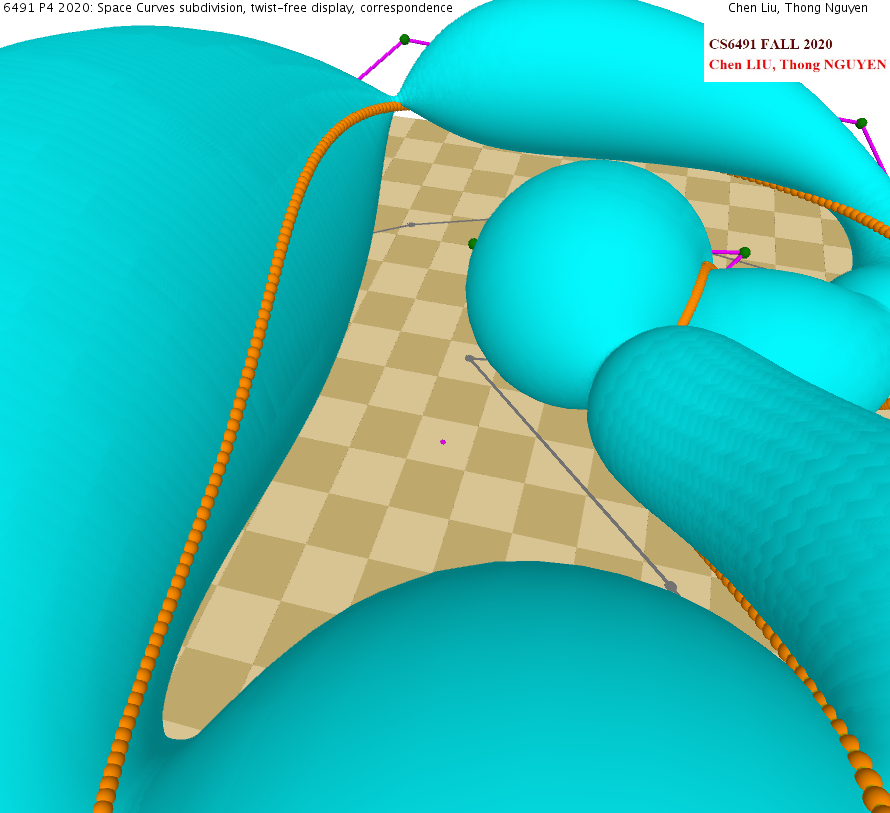 6491 P4 2020: Space Curves subdivision, twist-free display, correspondence
Chen Liu, Thong Nguyen
CS6491 FALL 2020
Chen LIU, Thong NGUYEN